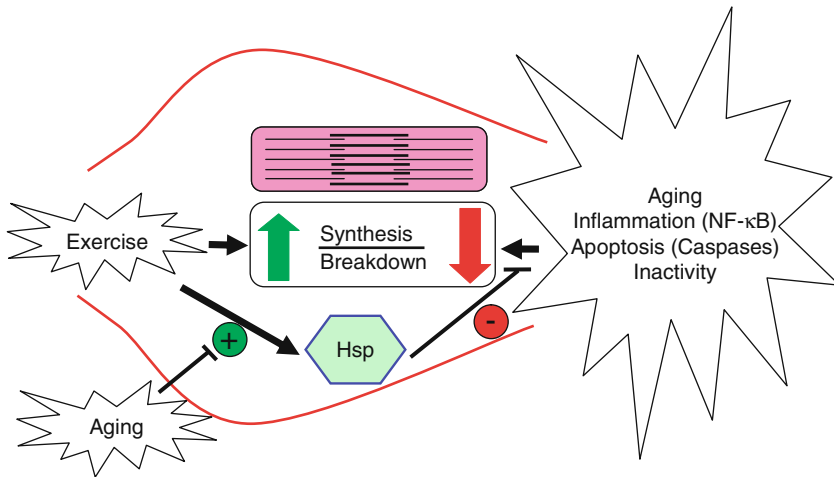 Exercise
Synthesis
Breakdown
Aging
Inflammation (NF-κB)
Apoptosis (Caspases)
Inactivity
+
Hsp
-
Aging